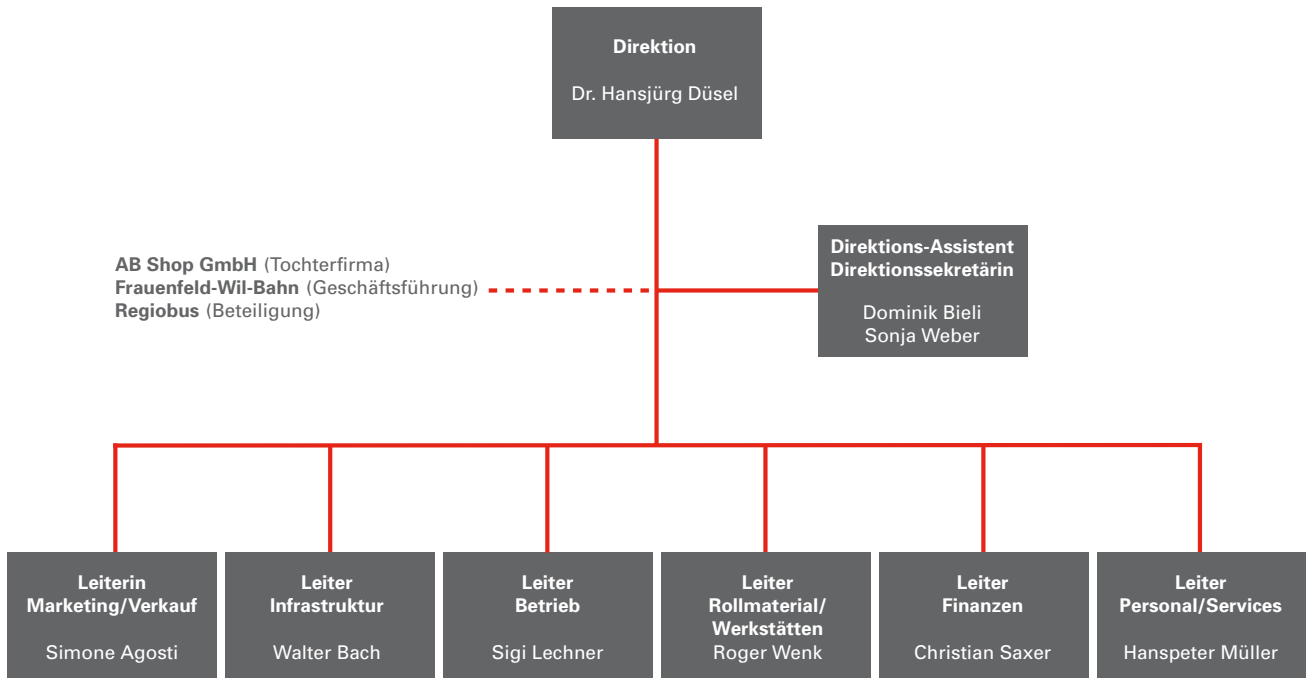 Direktion
Dr. Hansjürg Düsel
AB Shop GmbH (Tochterfirma)
Frauenfeld-Wil-Bahn (Geschäftsführung)
Regiobus (Beteiligung)
Direktions-Assistent
Direktionssekretärin
Dominik Bieli
Sonja Weber
Leiterin
Marketing/Verkauf
Simone Agosti
Leiter
Infrastruktur
Walter Bach
Leiter
Betrieb
Sigi Lechner
Leiter
Rollmaterial/
Werkstätten
Roger Wenk
Leiter
Finanzen
Christian Saxer
Leiter
Personal/Services
Hanspeter Müller